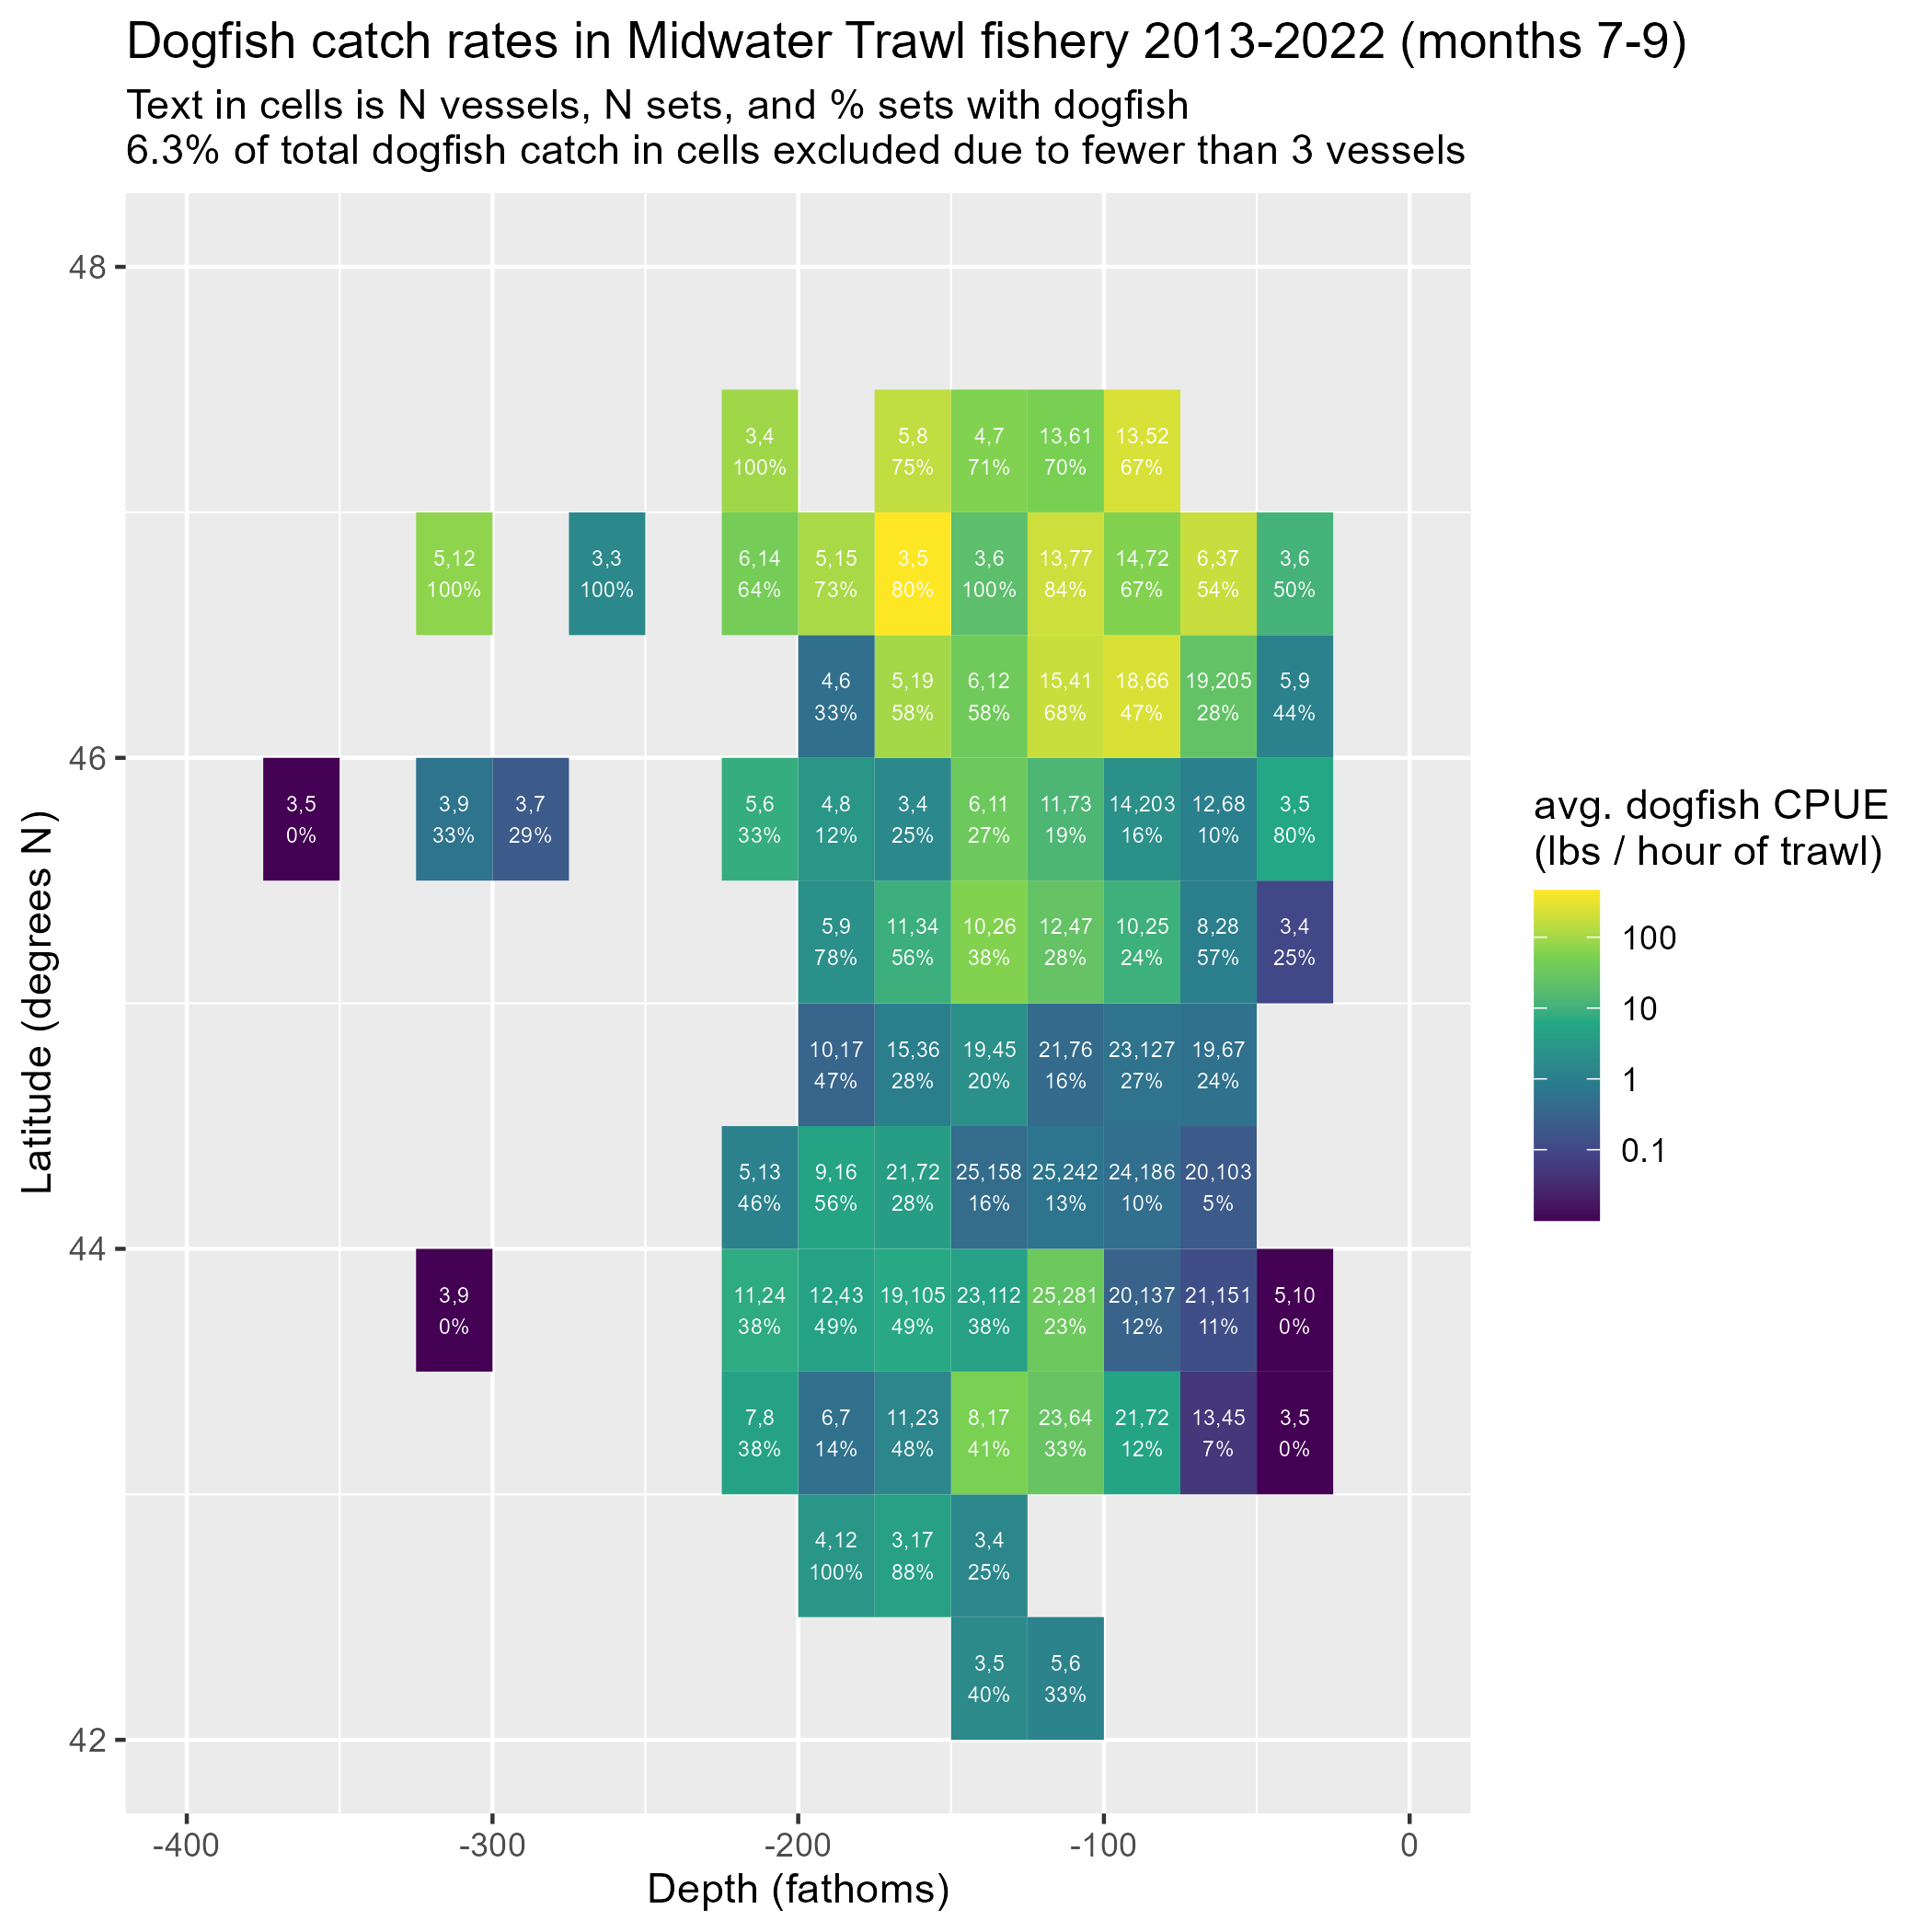 Dogfish catch rates in Midwater Trawl fishery 2013-2022 (months 7-9)
Text in cells is N vessels, N sets, and % sets with dogfish
6.3% of total dogfish catch in cells excluded due to fewer than 3 vessels
48
3,4 5,8 4,7 13,61 13,52
100% 75% 71% 70% 67%
5,12 3,3 6,14 5,15 3,5 3,6 13,77 14,72 6,37 3,6
100% 100% 64% 73% 80% 100% 84% 67% 54% 50%
4,6 5,19 6,12 15,41 18,66 19,205 5,9
33% 58% 58% 68% 47% 28% 44%
46
3,5 3,9 3,7 5,6 4,8 3,4 6,11 11,73 14,203 12,68 3,5
0% 33% 29% 33% 12% 25% 27% 19% 16% 10% 80%
5,9 11,34 10,26 12,47 10,25 8,28 3,4
78% 56% 38% 28% 24% 57% 25%
10,17 15,36 19,45 21,76 23,127 19,67
47% 28% 20% 16% 27% 24%
5,13 9,16 21,72 25,158 25,242 24,186 20,103
46% 56% 28% 16% 13% 10% 5%
44
3,9 11,24 12,43 19,105 23,112 25,281 20,137 21,151 5,10
0% 38% 49% 49% 38% 23% 12% 11% 0%
7,8 6,7 11,23 8,17 23,64 21,72 13,45 3,5
38% 14% 48% 41% 33% 12% 7% 0%
4,12 3,17 3,4
100% 88% 25%
3,5 5,6
40% 33%
42
-400 -300 -200 -100 0
Depth (fathoms)
Latitude (degrees N)
avg. dogfish CPUE
(lbs / hour of trawl)
100
10
1
0.1